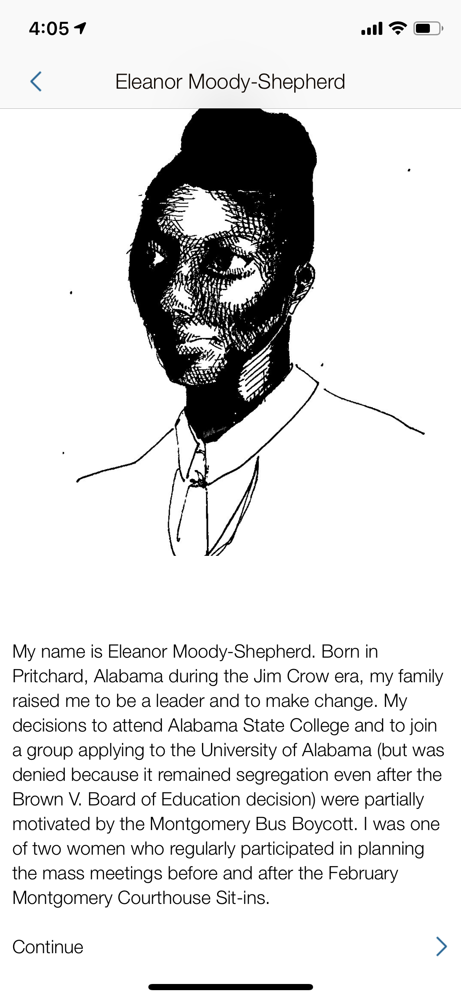 4:05
Eleanor Moody-Shepherd
My name is Eleanor Moody-Shepherd. Born in
Pritchard, Alabama during the Jim Crow era, my family
raised me to be a leader and to make change. My
decisions to attend Alabama State College and to join
a group applying to the University of Alabama (but was
denied because it remained segregation even after the
Brown V. Board of Education decision) were partially
motivated by the Montgomery Bus Boycott. I was one
of two women who regularly participated in planning
the mass meetings before and after the February
Montgomery Courthouse Sit-ins.
Continue